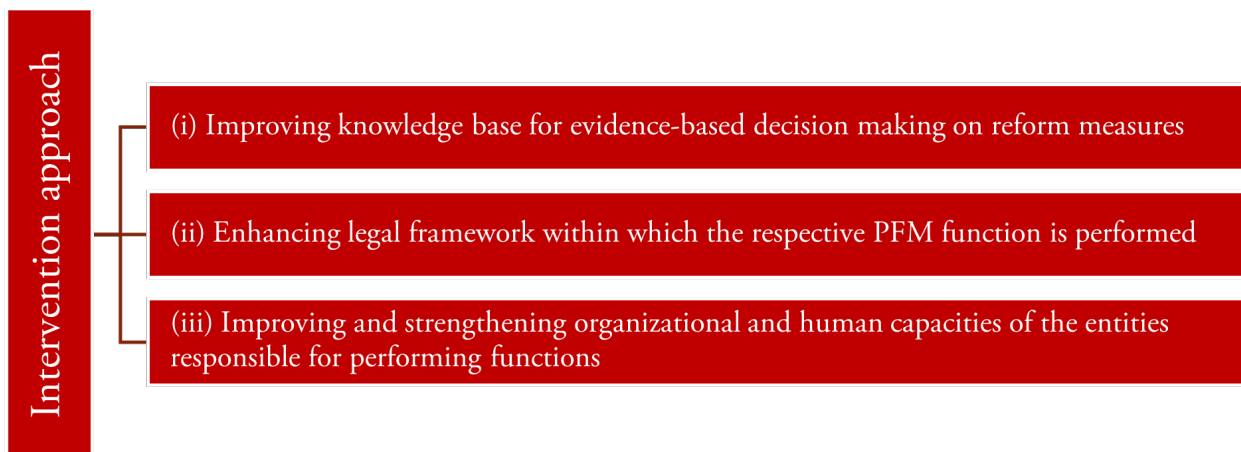 Intervention approach
(i) Improving knowledge base for evidence-based decision making on reform measures
(ii) Enhancing legal framework within which the respective PFM function is performed
(iii) Improving and strengthening organizational and human capacities of the entities
responsible for performing functions